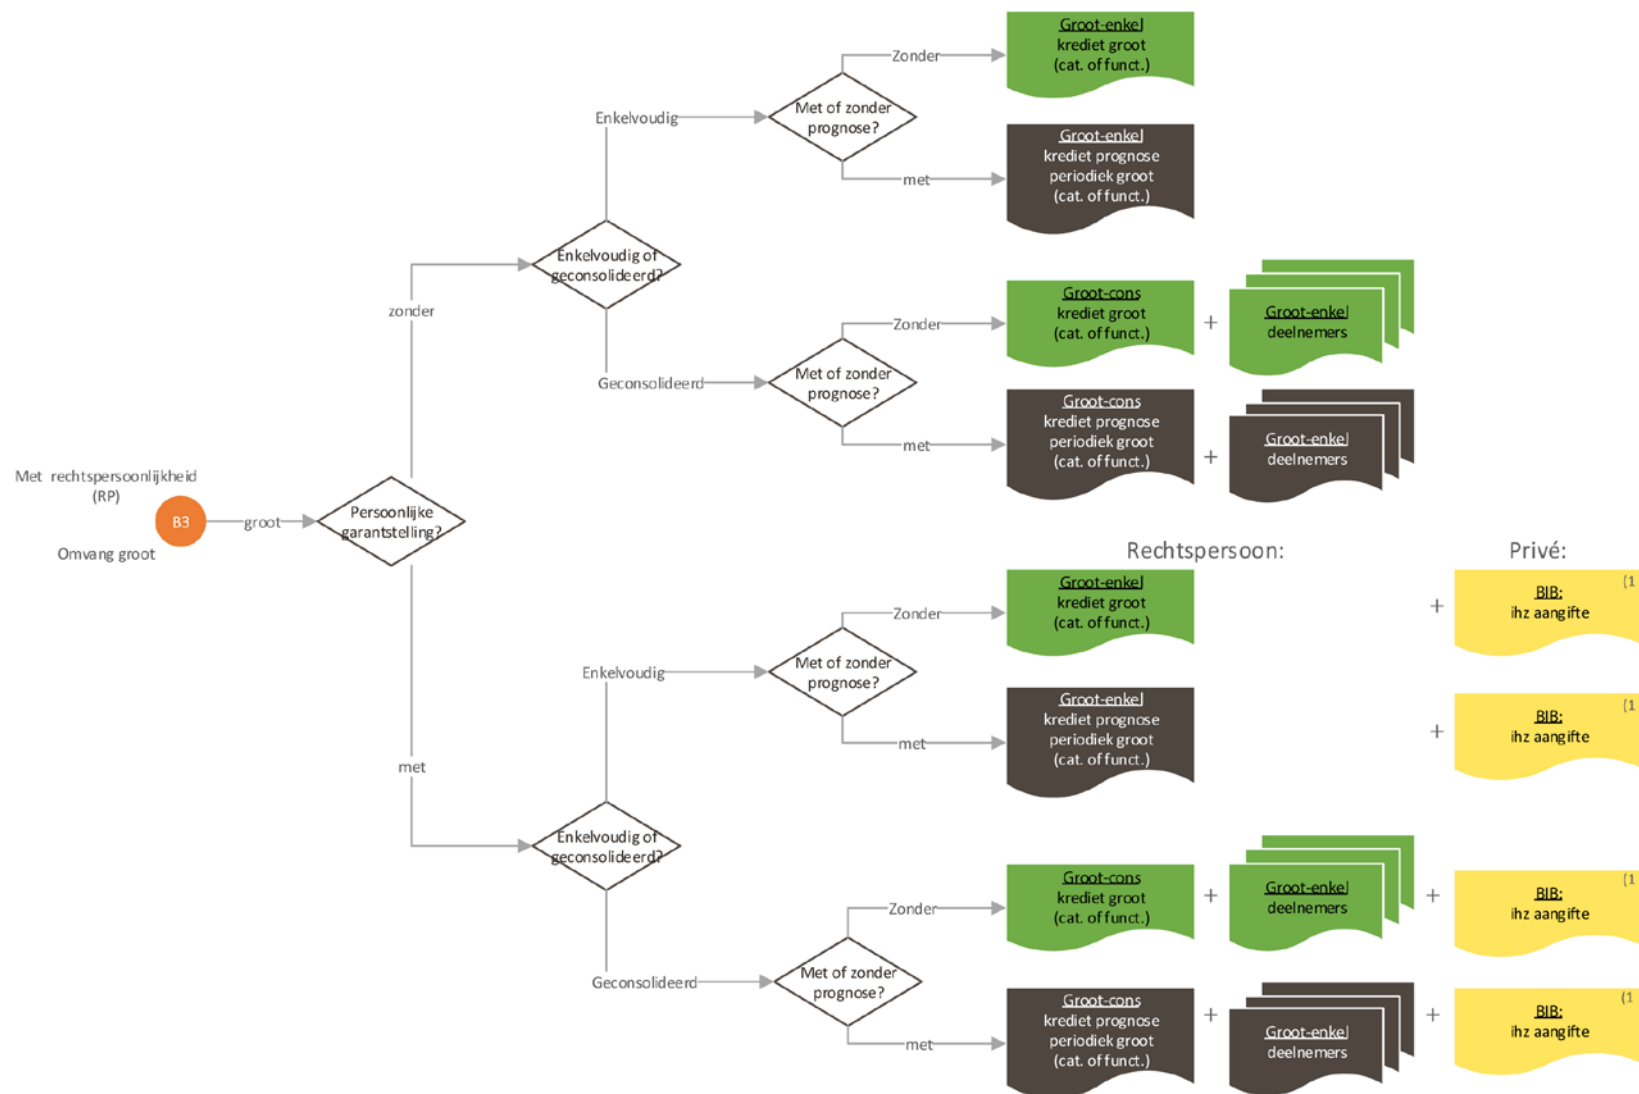 Met rechtspersoonlijkheid
(RP)
B3
Omvang groot
groot
Persoonlijke
garantstelling?
zonder
Enkelvoudig of
geconsolideerd?
Enkelvoudig
Met of zonder
prognose?
Zonder
Groot-enkel
krediet groot
(cat. of funct.)
met
Groot-enkel
krediet prognose
periodiek groot
(cat. of funct.)
Geconsolideerd
Met of zonder
prognose?
Zonder
Groot-cons
krediet groot
(cat. of funct.)
+
Groot-enkel
deelnemers
met
Groot-cons
krediet prognose
periodiek groot
(cat. of funct.)
+
Groot-enkel
deelnemers
Rechtspersoon:
Privé:
met
Enkelvoudig of
geconsolideerd?
Enkelvoudig
Met of zonder
prognose?
Zonder
Groot-enkel
krediet groot
(cat. of funct.)
+
(1
BIB:
ihz aangifte
met
Groot-enkel
krediet prognose
periodiek groot
(cat. of funct.)
+
(1
BIB:
ihz aangifte
Geconsolideerd
Met of zonder
prognose?
Zonder
Groot-cons
krediet groot
(cat. of funct.)
+
Groot-enkel
deelnemers
+
(1
BIB:
ihz aangifte
met
Groot-cons
krediet prognose
periodiek groot
(cat. of funct.)
+
Groot-enkel
deelnemers
+
(1
BIB:
ihz aangifte